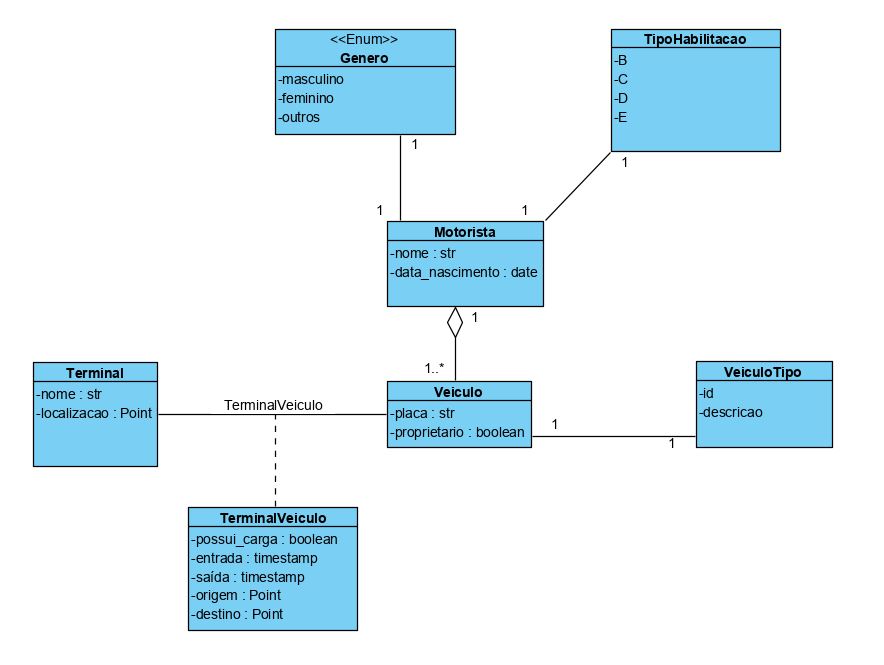 <<Enum>>
Genero
-masculino
-feminino
-outros
TipoHabilitacao
-B
-C
-D
-E
1
1
1
1
Motorista
-nome : str
-data_nascimento : date
1
1..*
Terminal
-nome : str
-localizacao : Point
TerminalVeiculo
Veiculo
-placa : str
-proprietario : boolean
1
1
VeiculoTipo
-id
-descricao
TerminalVeiculo
-possui_carga : boolean
-entrada : timestamp
-saída : timestamp
-origem : Point
-destino : Point